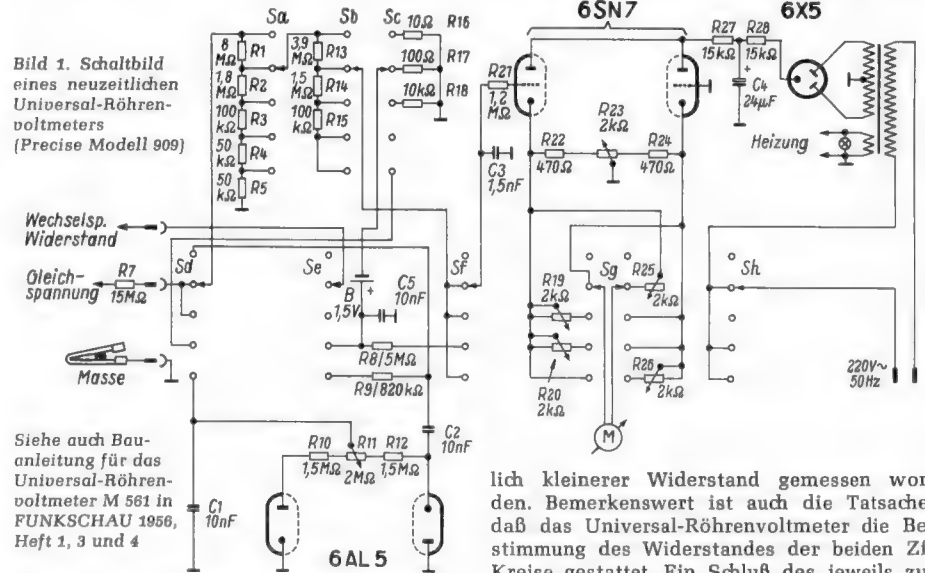 Bild 1. Schaltbild
eines neuzeitlichen
Universal-Röhren-
voltmeters
(Precise Modell 909)
Sa
Sb
Sc
8
MΩ
R1
1,8
MΩ
R2
100
kΩ
R3
50
kΩ
R4
50
kΩ
R5
3,9
MΩ
R13
1,5
MΩ
R14
100
kΩ
R15
10Ω
R16
100Ω
R17
10kΩ
R18
6SN7
6X5
R21
1,2
MΩ
C3
1,5nF
R22
470Ω
R23
2kΩ
R24
470Ω
R27
15kΩ
R28
15kΩ
+
C4
24µF
Heizung
Wechselsp.
Widerstand
Gleich-
spannung
R7
15MΩ
Masse
Sd
Se
B
1,5V
+
C5
10nF
Sf
R8/5MΩ
R9/820kΩ
R19
2kΩ
R20
2kΩ
Sg
R25
2kΩ
R26
2kΩ
Sh
220V~
50Hz
M
C2
10nF
R10
1,5MΩ
R11
2MΩ
R12
1,5MΩ
C1
10nF
6AL5
Siehe auch Bau-
anleitung für das
Universal-Röhren-
voltmeter M 561 in
FUNKSCHAU 1956,
Heft 1, 3 und 4
lich kleinerer Widerstand gemessen wor
den. Bemerkenswert ist auch die Tatsache
daß das Universal-Röhrenvoltmeter die Be
stimmung des Widerstandes der beiden Zf
Kreise gestattet. Ein Schluß des jeweils zu